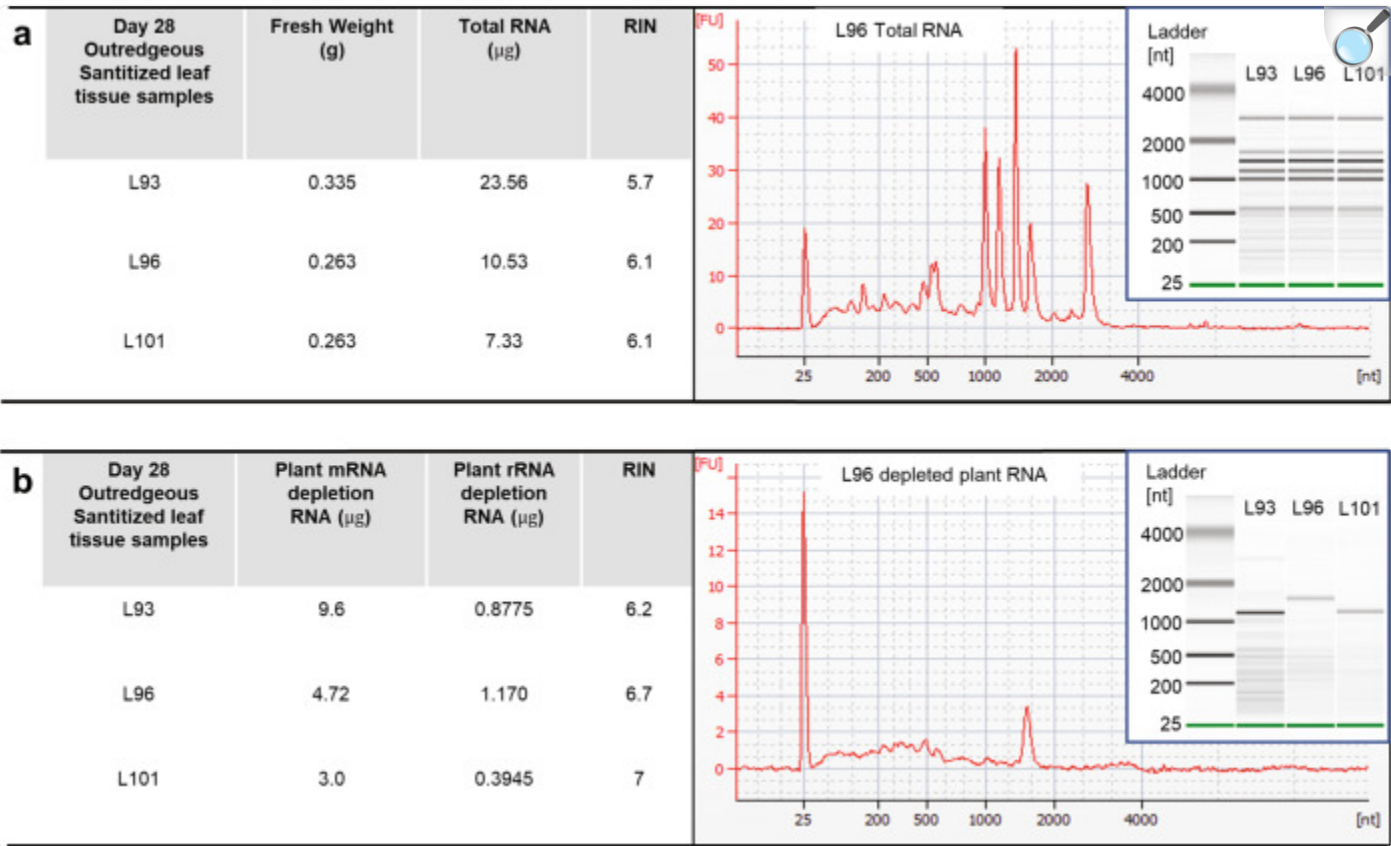 a
Day 28
Outredgeous
Santitized leaf
tissue samples
Fresh Weight
(g)
Total RNA
(µg)
RIN
L93 0.335 23.56 5.7
L96 0.263 10.53 6.1
L101 0.263 7.33 6.1
[FU]
L96 Total RNA
50
40
30
20
10
0
25 200 500 1000 2000 4000 [nt]
Ladder
[nt]
L93 L96 L101
4000
2000
1000
500
200
25
b
Day 28
Outredgeous
Santitized leaf
tissue samples
Plant mRNA
depletion
RNA (µg)
Plant rRNA
depletion
RNA (µg)
RIN
L93 9.6 0.8775 6.2
L96 4.72 1.170 6.7
L101 3.0 0.3945 7
[FU]
L96 depleted plant RNA
14
12
10
8
6
4
2
0
25 200 500 1000 2000 4000 [nt]
Ladder
[nt]
L93 L96 L101
4000
2000
1000
500
200
25